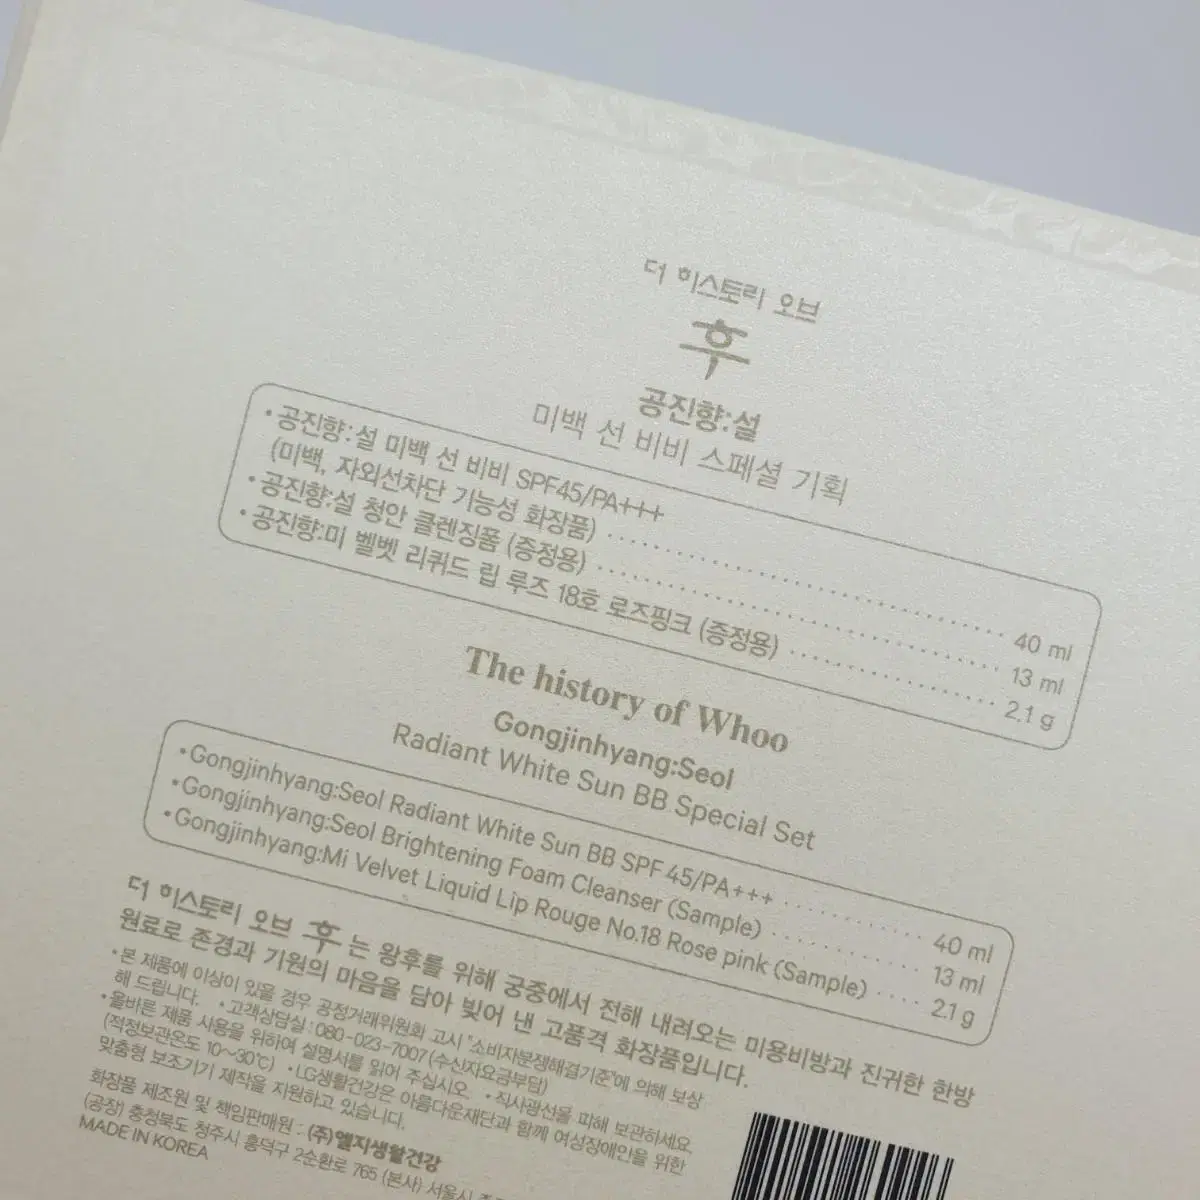 더 히스토리 오브
후
공진향:설
미백 선 비비 스페셜 기획
• 공진향:설 미백 선 비비 SPF45/PA+++
(미백, 자외선차단 기능성 화장품) ········ 40 ml
• 공진향:설 청안 클렌징폼 (증정용) ········ 13 ml
• 공진향:미 벨벳 리퀴드 립 루즈 18호 로즈핑크 (증정용) ········ 2.1 g
The history of Whoo
Gongjinhyang:Seol
Radiant White Sun BB Special Set
• Gongjinhyang:Seol Radiant White Sun BB SPF 45/PA+++ ········ 40 ml
• Gongjinhyang:Seol Brightening Foam Cleanser (Sample) ········ 13 ml
• Gongjinhyang:Mi Velvet Liquid Lip Rouge No.18 Rose pink (Sample) ···· 2.1 g
더 히스토리 오브 후 는 왕후를 위해 궁중에서 전해 내려오는 미용비방과 진귀한 한방
원료로 존경과 기원의 마음을 담아 빚어 낸 고품격 화장품입니다.
• 본 제품에 이상이 있을 경우 공정거래위원회 고시 "소비자분쟁해결기준"에 의해 보상
해 드립니다. • 고객상담실 : 080-023-7007 (수신자요금부담)
• 올바른 제품 사용을 위하여 설명서를 읽어 주십시오. • 직사광선을 피해 보관하세요.
(적정보관온도 10~30℃) • LG생활건강은 아름다운재단과 함께 여성장애인을 위한
맞춤형 보조기기 제작을 지원하고 있습니다.
화장품 제조원 및 책임판매원 : (주)엘지생활건강
(공장) 충청북도 청주시 흥덕구 2순환로 765 (본사) 서울시
MADE IN KOREA